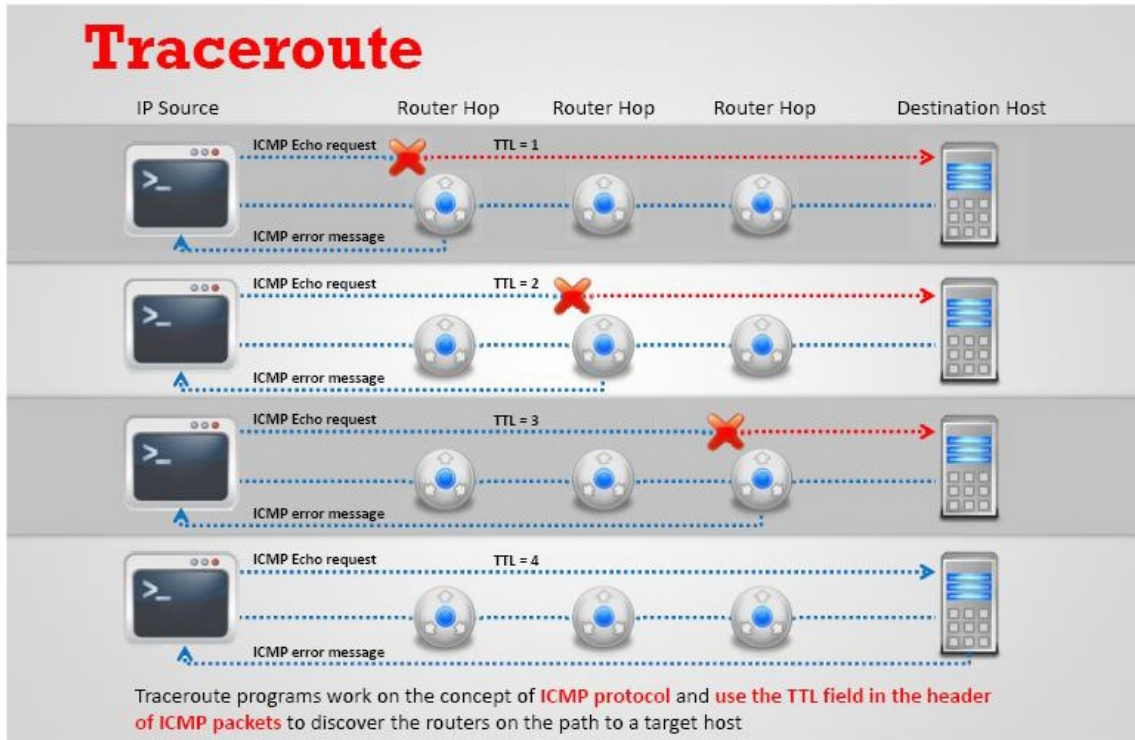 Traceroute
IP Source Router Hop Router Hop Router Hop Destination Host
ICMP Echo request TTL = 1
>_
ICMP error message
ICMP Echo request TTL = 2
>_
ICMP error message
ICMP Echo request TTL = 3
>_
ICMP error message
ICMP Echo request TTL = 4
>_
ICMP error message
Traceroute programs work on the concept of ICMP protocol and use the TTL field in the header
of ICMP packets to discover the routers on the path to a target host